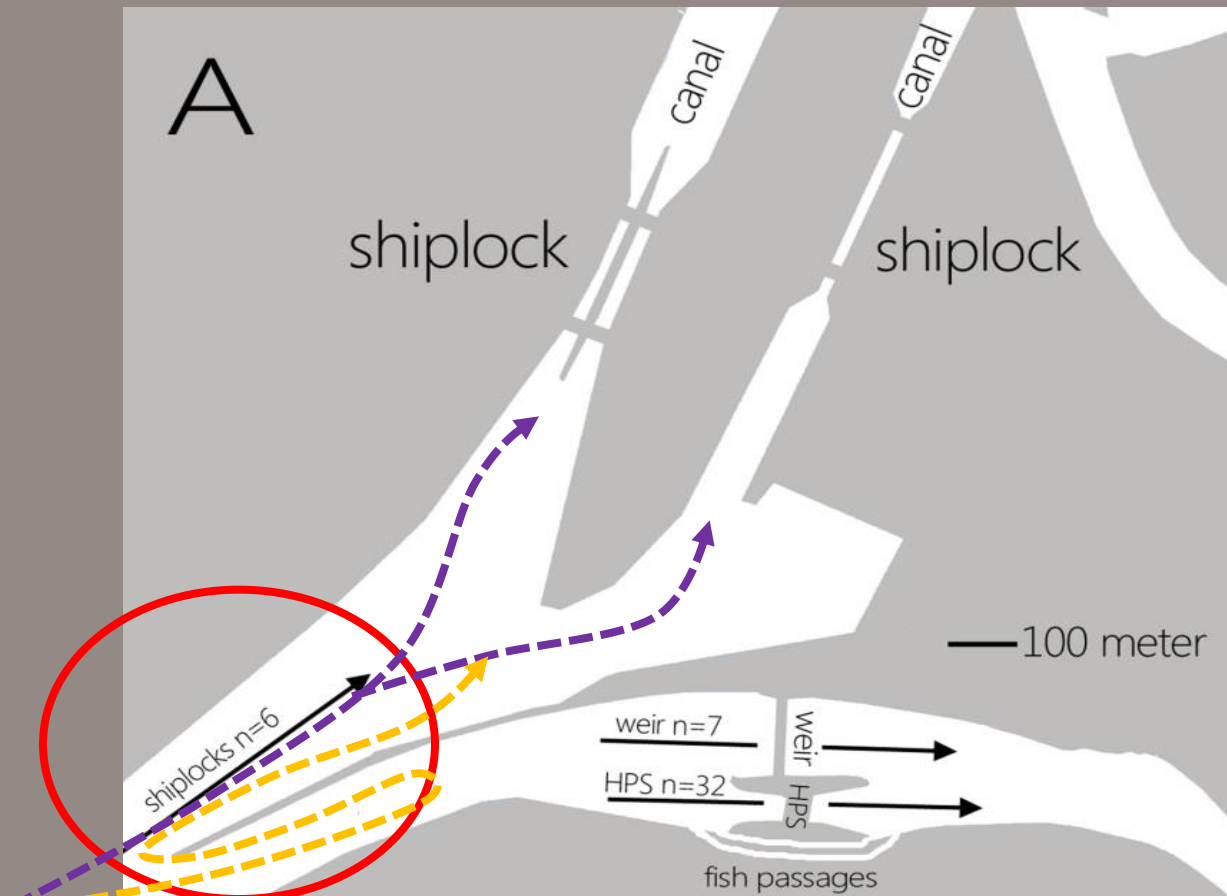 A
canal
canal
shiplock
shiplock
100 meter
shiplocks n=6
weir n=7
weir
HPS n=32
HPS
fish passages